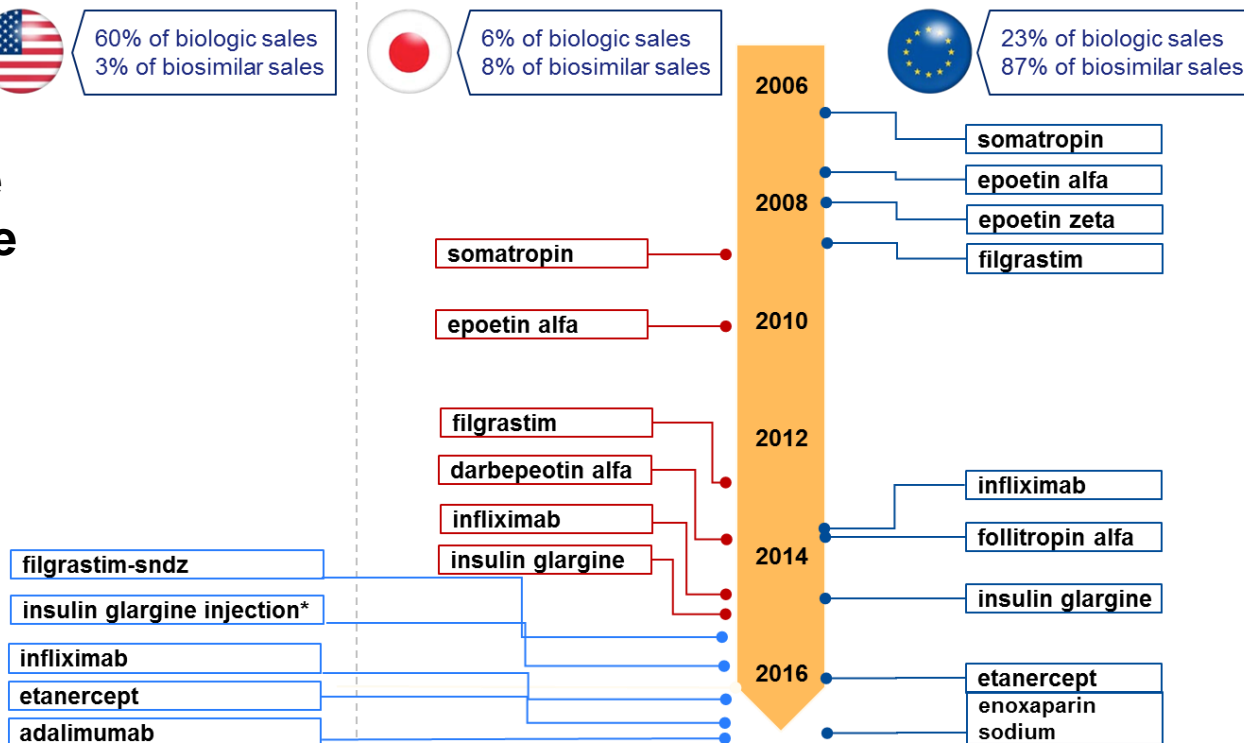 60% of biologic sales
3% of biosimilar sales
6% of biologic sales
8% of biosimilar sales
23% of biologic sales
87% of biosimilar sales
e
2006
2008
2010
2012
2014
2016
somatropin
epoetin alfa
filgrastim
darbepeotin alfa
infliximab
insulin glargine
filgrastim-sndz
insulin glargine injection*
infliximab
etanercept
adalimumab
somatropin
epoetin alfa
epoetin zeta
filgrastim
infliximab
follitropin alfa
insulin glargine
etanercept
enoxaparin
sodium